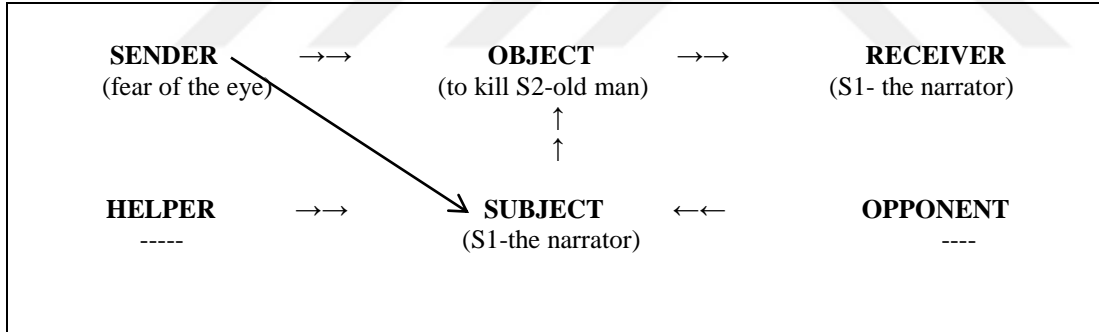 SENDER →→ OBJECT →→ RECEIVER
(fear of the eye) (to kill S2-old man) (S1- the narrator)
↑
↑
HELPER →→ SUBJECT ←← OPPONENT
----- (S1-the narrator) ----